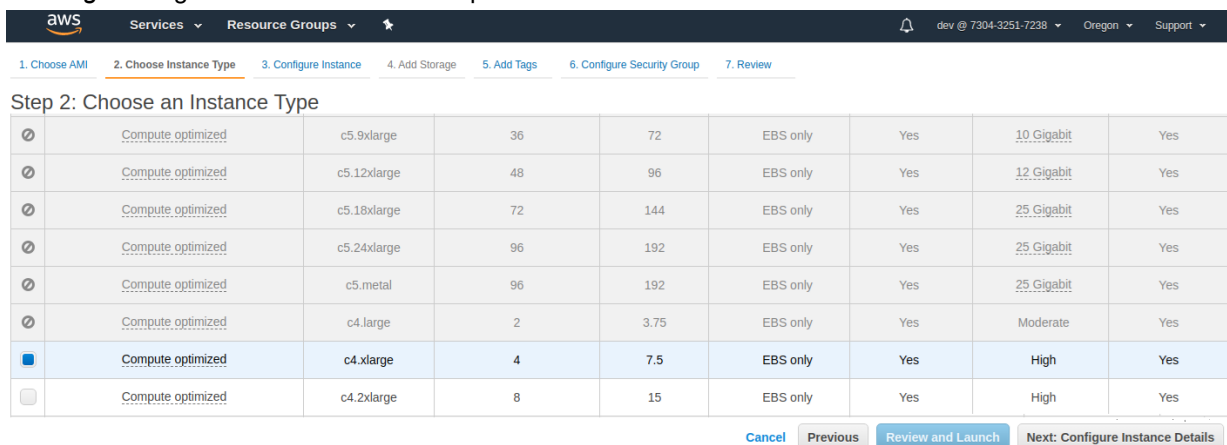 aws Services Resource Groups dev @ 7304-3251-7238 Oregon Support
1. Choose AMI 2. Choose Instance Type 3. Configure Instance 4. Add Storage 5. Add Tags 6. Configure Security Group 7. Review
Step 2: Choose an Instance Type
Compute optimized c5.9xlarge 36 72 EBS only Yes 10 Gigabit Yes
Compute optimized c5.12xlarge 48 96 EBS only Yes 12 Gigabit Yes
Compute optimized c5.18xlarge 72 144 EBS only Yes 25 Gigabit Yes
Compute optimized c5.24xlarge 96 192 EBS only Yes 25 Gigabit Yes
Compute optimized c5.metal 96 192 EBS only Yes 25 Gigabit Yes
Compute optimized c4.large 2 3.75 EBS only Yes Moderate Yes
Compute optimized c4.xlarge 4 7.5 EBS only Yes High Yes
Compute optimized c4.2xlarge 8 15 EBS only Yes High Yes
Cancel Previous Review and Launch Next: Configure Instance Details